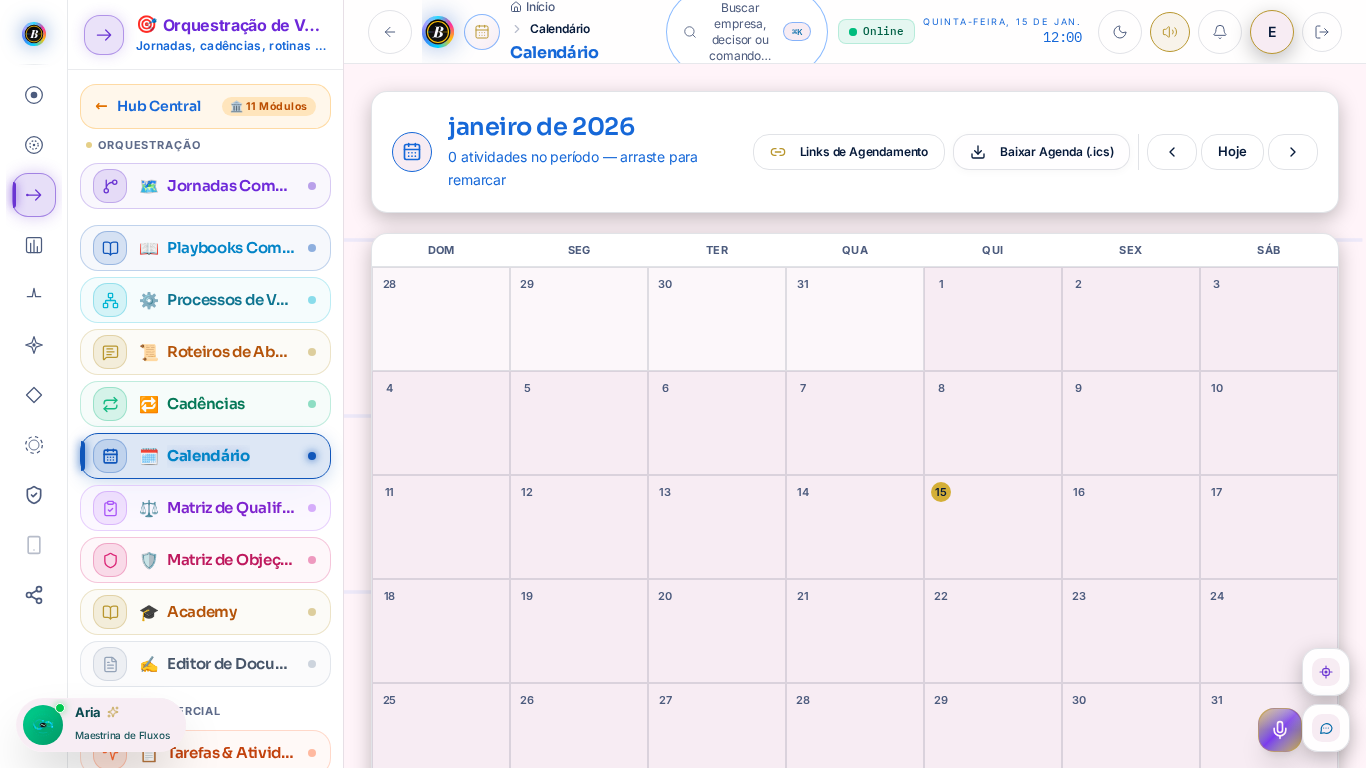 B
Orquestração de V...
Jornadas, cadências, rotinas ...
B
Início
Calendário
Calendário
Buscar empresa, decisor ou comando...
⌘K
Online
QUINTA-FEIRA, 15 DE JAN.
12:00
E
← Hub Central
🏛️ 11 Módulos
ORQUESTRAÇÃO
Jornadas Com...
Playbooks Com...
Processos de V...
Roteiros de Ab...
Cadências
Calendário
Matriz de Qualif...
Matriz de Objeç...
Academy
Editor de Docu...
ERCIAL
Tarefas & Ativid...
Aria
Maestrina de Fluxos
janeiro de 2026
0 atividades no período — arraste para
remarcar
Links de Agendamento
Baixar Agenda (.ics)
Hoje
DOM SEG TER QUA QUI SEX SÁB
28 29 30 31 1 2 3
4 5 6 7 8 9 10
11 12 13 14 15 16 17
18 19 20 21 22 23 24
25 26 27 28 29 30 31